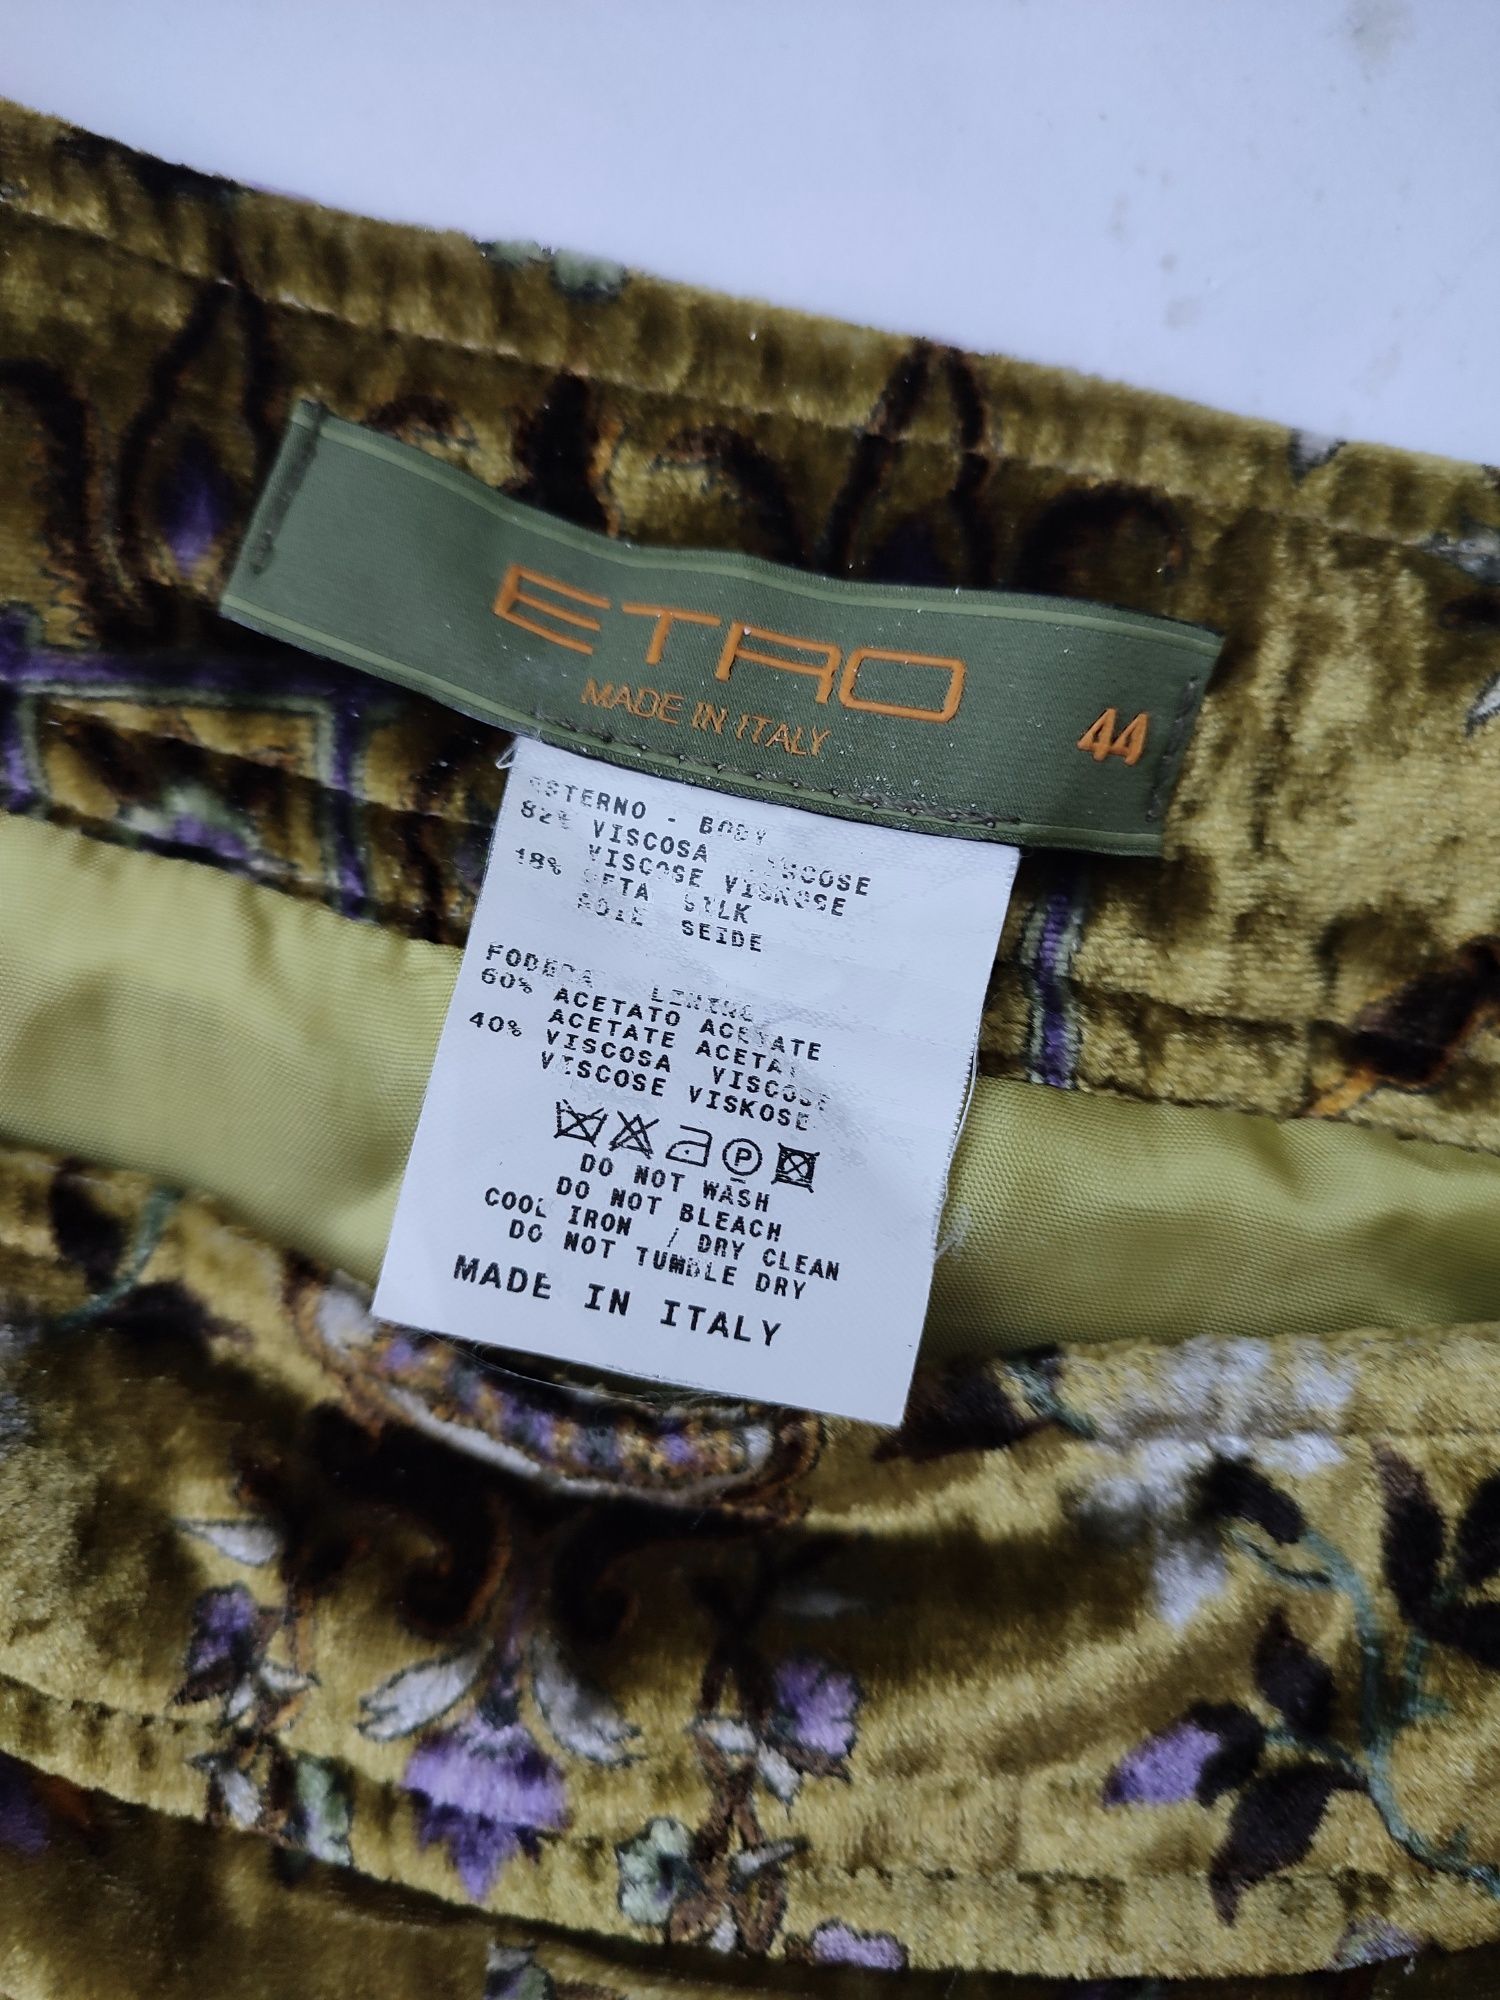 ETRO
MADE IN ITALY
44
ESTERNO - BODY
82% VISCOSA VISCOSE
VISCOSE VISKOSE
18% SETA SILK
SOIE SEIDE
FODERA LINING
60% ACETATO ACETATE
ACETATE ACETAT
40% VISCOSA VISCOSE
VISCOSE VISKOSE
P
DO NOT WASH
DO NOT BLEACH
COOL IRON / DRY CLEAN
DO NOT TUMBLE DRY
MADE IN ITALY